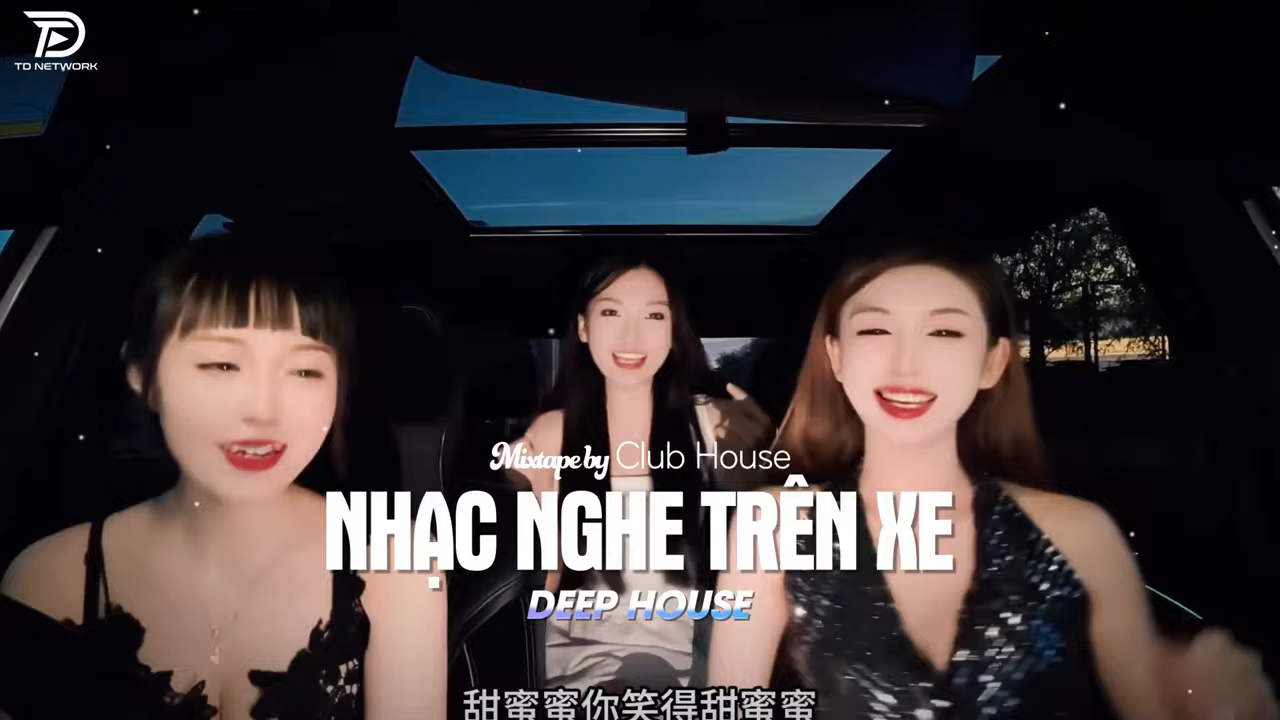 TD NETWORK
Mixtape by Club House
NHẠC NGHE TRÊN XE
DEEP HOUSE
甜蜜蜜你笑得甜蜜蜜